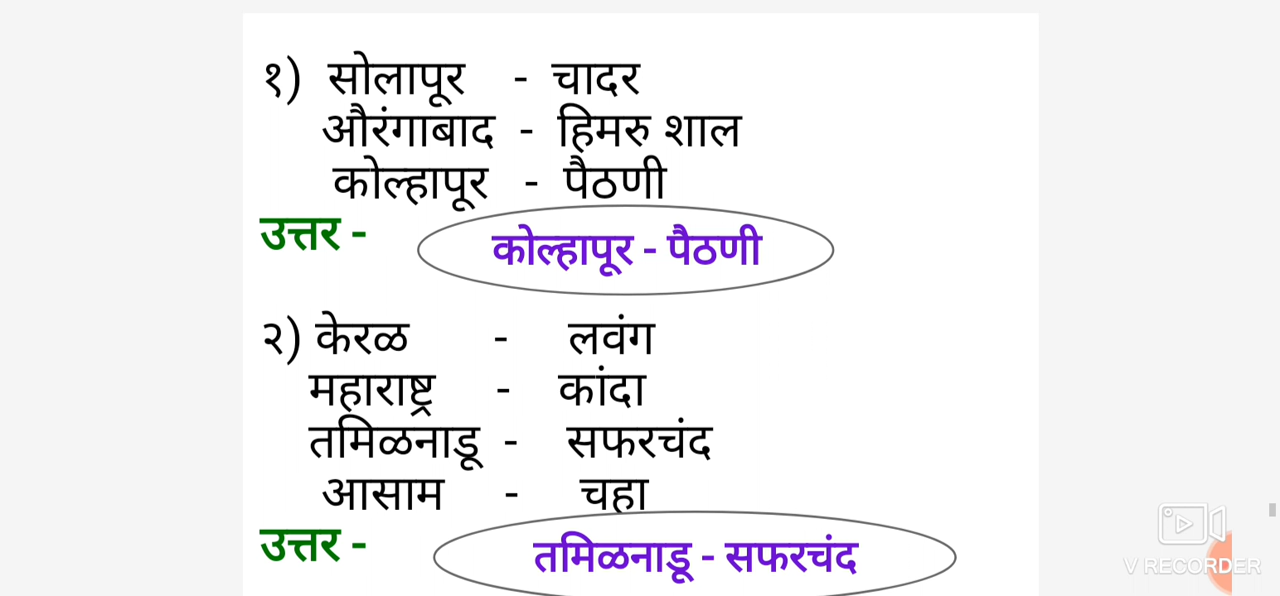 १) सोलापूर - चादर
औरंगाबाद - हिमरु शाल
कोल्हापूर - पैठणी
उत्तर - कोल्हापूर - पैठणी
२) केरळ - लवंग
महाराष्ट्र - कांदा
तमिळनाडू - सफरचंद
आसाम - चहा
उत्तर - तमिळनाडू - सफरचंद
V RECORDER